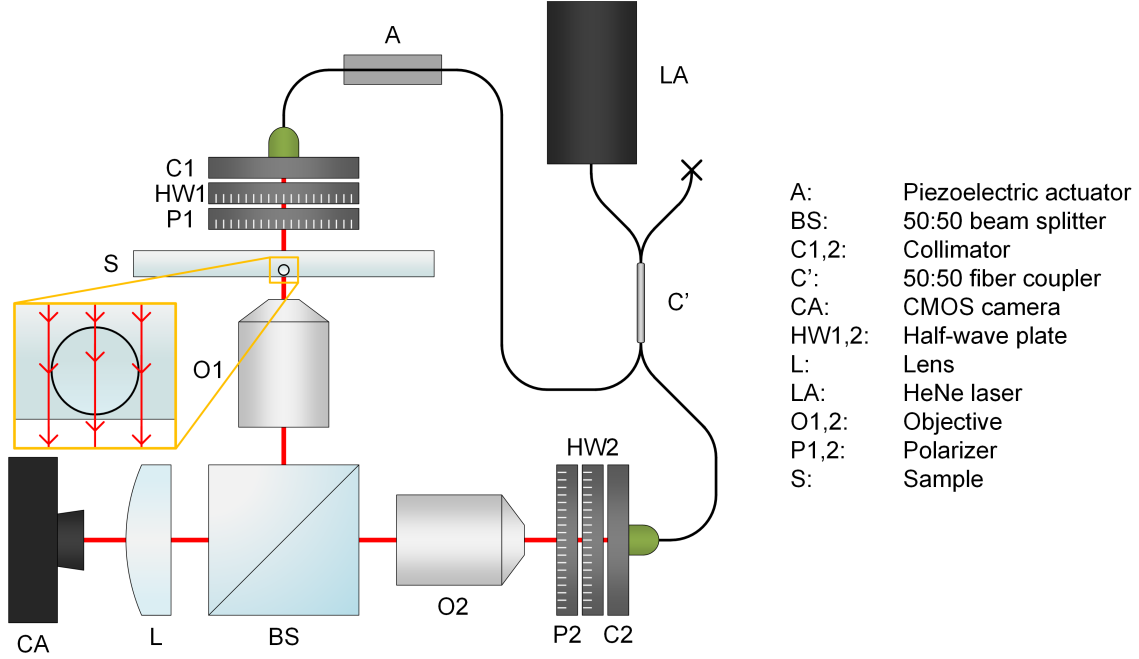 A
LA
C1
HW1
P1
S
C’
O1
HW2
O2
CA
L
BS
P2
C2
A: Piezoelectric actuator
BS: 50:50 beam splitter
C1,2: Collimator
C’: 50:50 fiber coupler
CA: CMOS camera
HW1,2: Half-wave plate
L: Lens
LA: HeNe laser
O1,2: Objective
P1,2: Polarizer
S: Sample